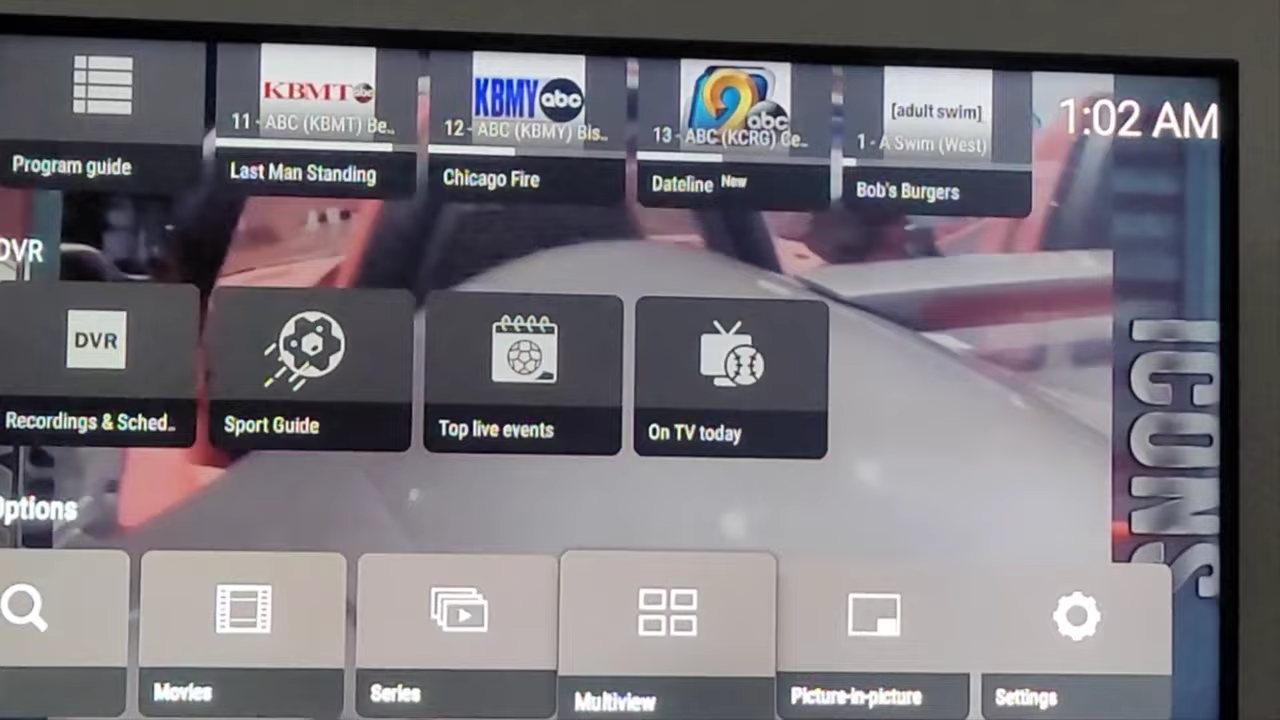 KBMT abc
KBMY abc
9 abc
[adult swim]
1:02 AM
11 - ABC (KBMT) Be..
12 - ABC (KBMY) Bis..
13 - ABC (KCRG) Ce..
1 - A Swim (West)
Program guide
Last Man Standing
Chicago Fire
Dateline New
Bob's Burgers
DVR
DVR
Recordings & Sched..
Sport Guide
Top live events
On TV today
ICONS
Options
Movies
Series
Multiview
Picture-in-picture
Settings